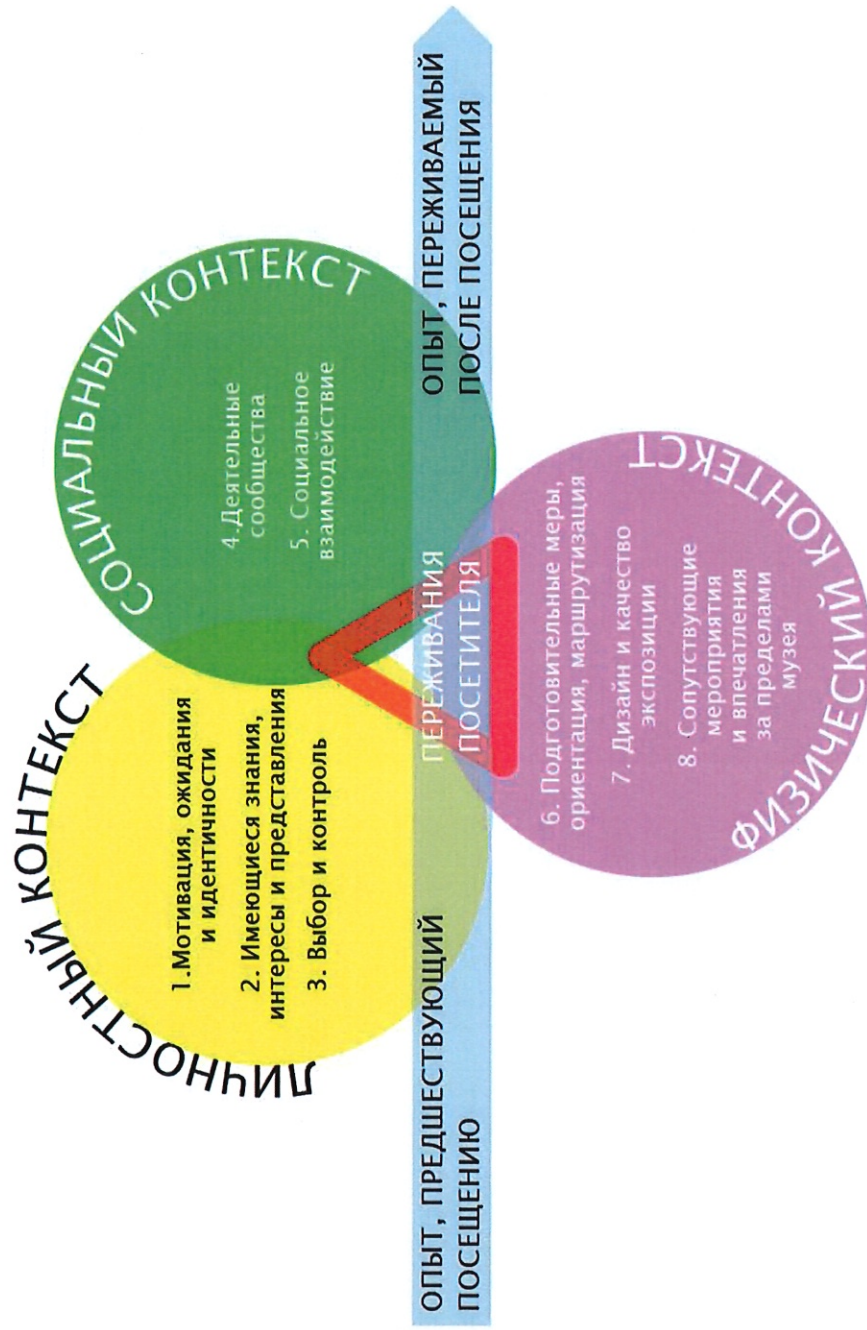 ЛИЧНОСТНЫЙ КОНТЕКСТ
1.Мотивация, ожидания
и идентичности
2. Имеющиеся знания,
интересы и представления
3. Выбор и контроль
СОЦИАЛЬНЫЙ КОНТЕКСТ
4.Деятельные
сообщества
5. Социальное
взаимодействие
ОПЫТ, ПРЕДШЕСТВУЮЩИЙ
ПОСЕЩЕНИЮ
ПЕРЕЖИВАНИЯ
ПОСЕТИТЕЛЯ
ОПЫТ, ПЕРЕЖИВАЕМЫЙ
ПОСЛЕ ПОСЕЩЕНИЯ
6. Подготовительные меры,
ориентация, маршрутизация
7. Дизайн и качество
экспозиции
8. Сопутствующие
мероприятия
и впечатления
за пределами
музея
ФИЗИЧЕСКИЙ КОНТЕКСТ